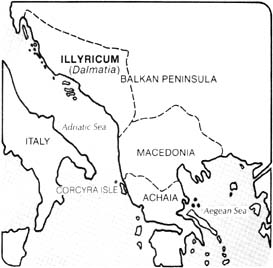 ILLYRICUM
(Dalmatia)
BALKAN PENINSULA
Adriatic Sea
ITALY
MACEDONIA
CORCYRA ISLE
ACHAIA
Aegean Sea